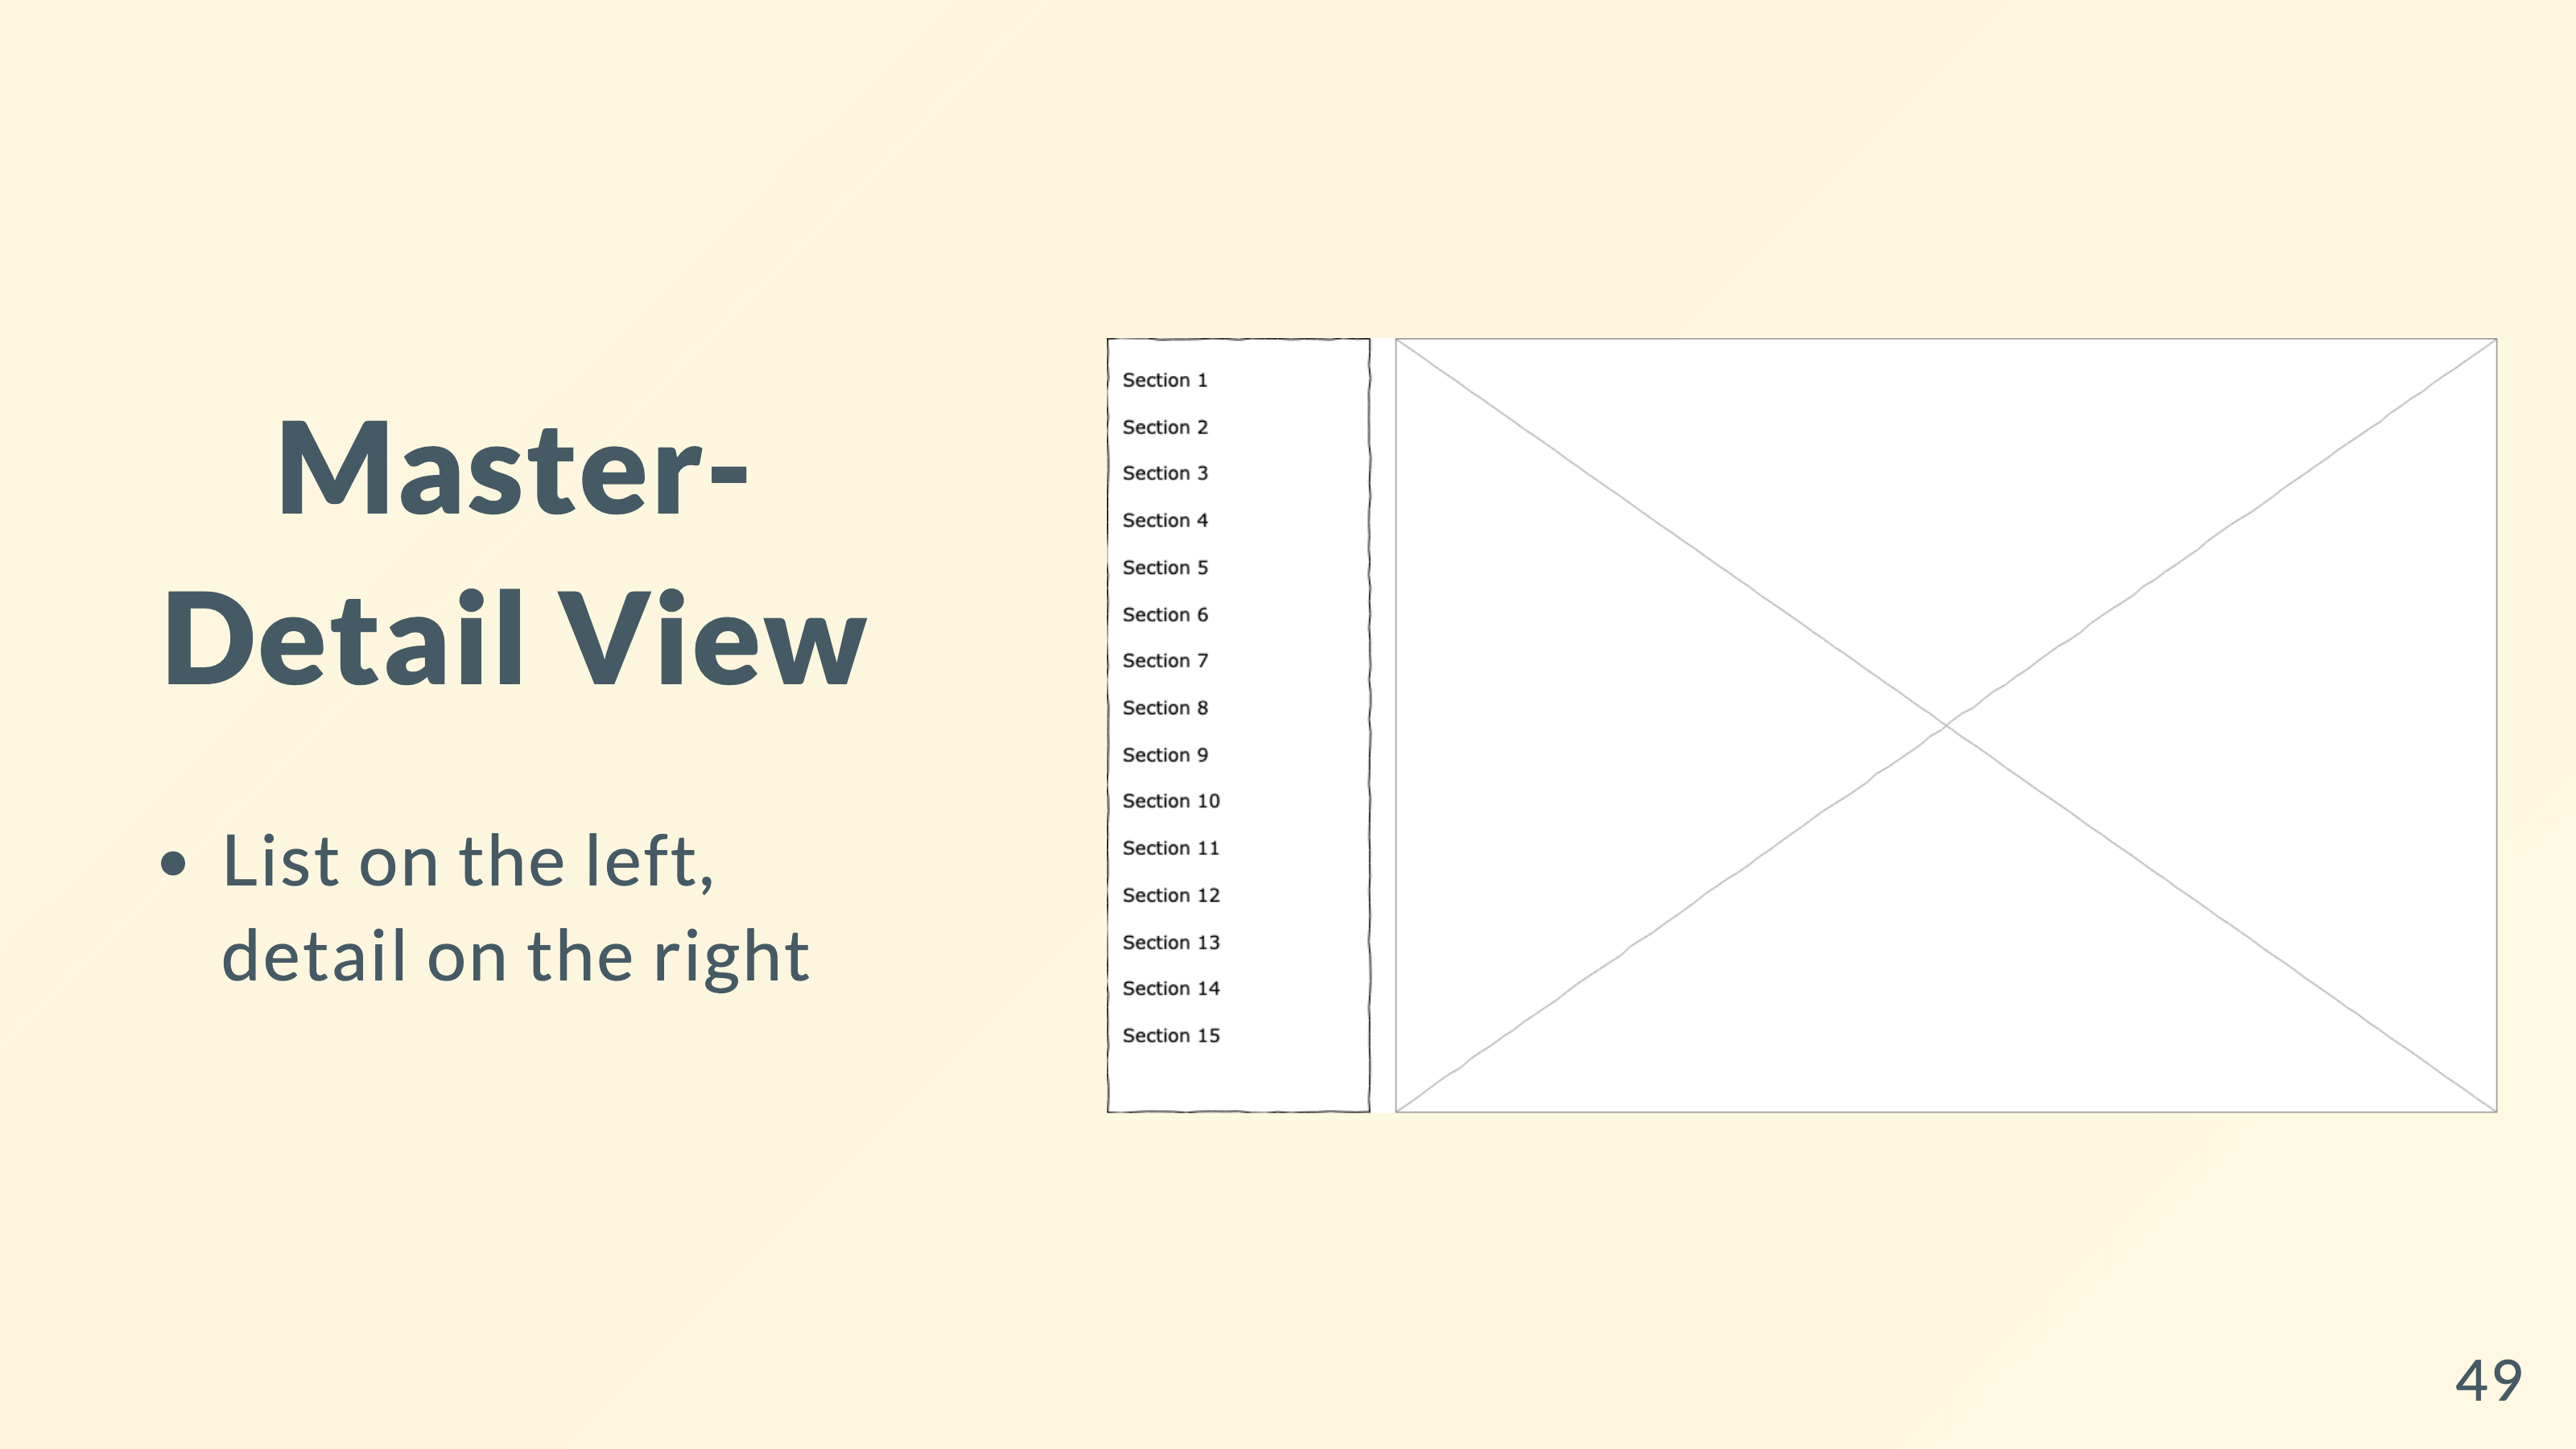 Master-
Detail View
• List on the left,
detail on the right
Section 1
Section 2
Section 3
Section 4
Section 5
Section 6
Section 7
Section 8
Section 9
Section 10
Section 11
Section 12
Section 13
Section 14
Section 15
49